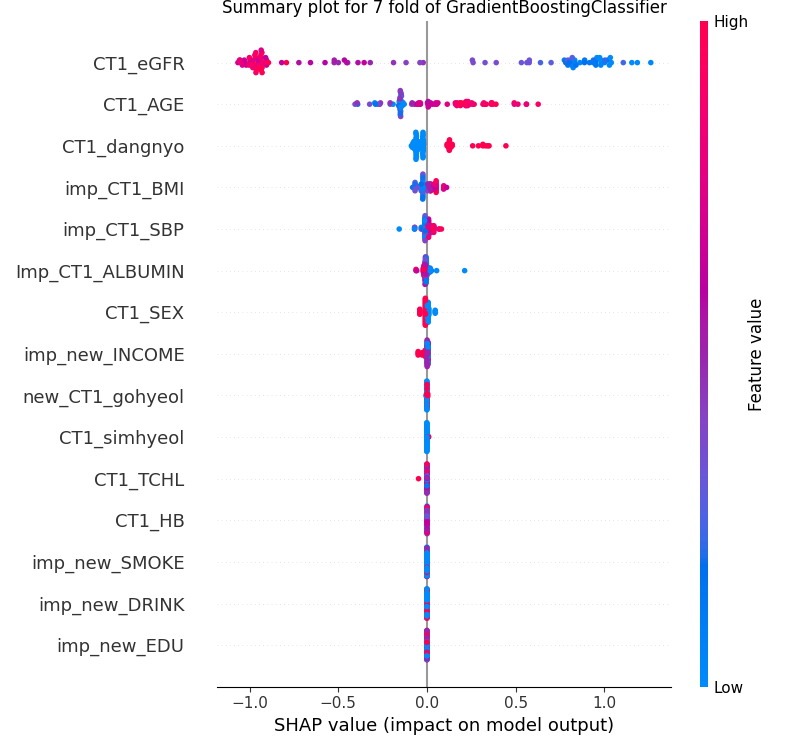 Summary plot for 7 fold of GradientBoostingClassifier
High
CT1_eGFR
CT1_AGE
CT1_dangnyo
imp_CT1_BMI
imp_CT1_SBP
Imp_CT1_ALBUMIN
CT1_SEX
imp_new_INCOME
new_CT1_gohyeol
CT1_simhyeol
CT1_TCHL
CT1_HB
imp_new_SMOKE
imp_new_DRINK
imp_new_EDU
Feature value
Low
−1.0 −0.5 0.0 0.5 1.0
SHAP value (impact on model output)